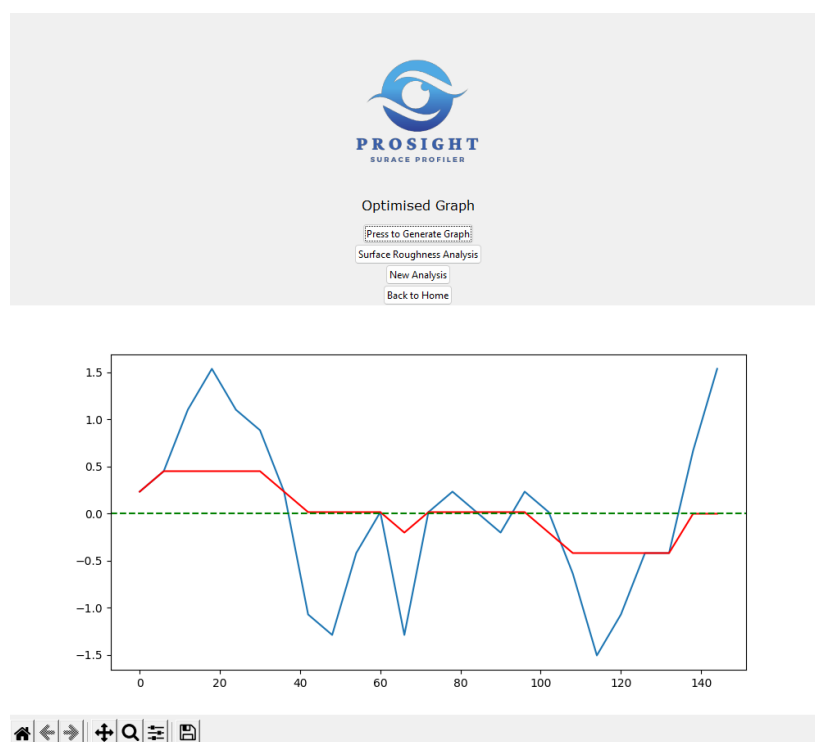 PROSIGHT
SURACE PROFILER
Optimised Graph
Press to Generate Graph
Surface Roughness Analysis
New Analysis
Back to Home
1.5
1.0
0.5
0.0
−0.5
−1.0
−1.5
0 20 40 60 80 100 120 140